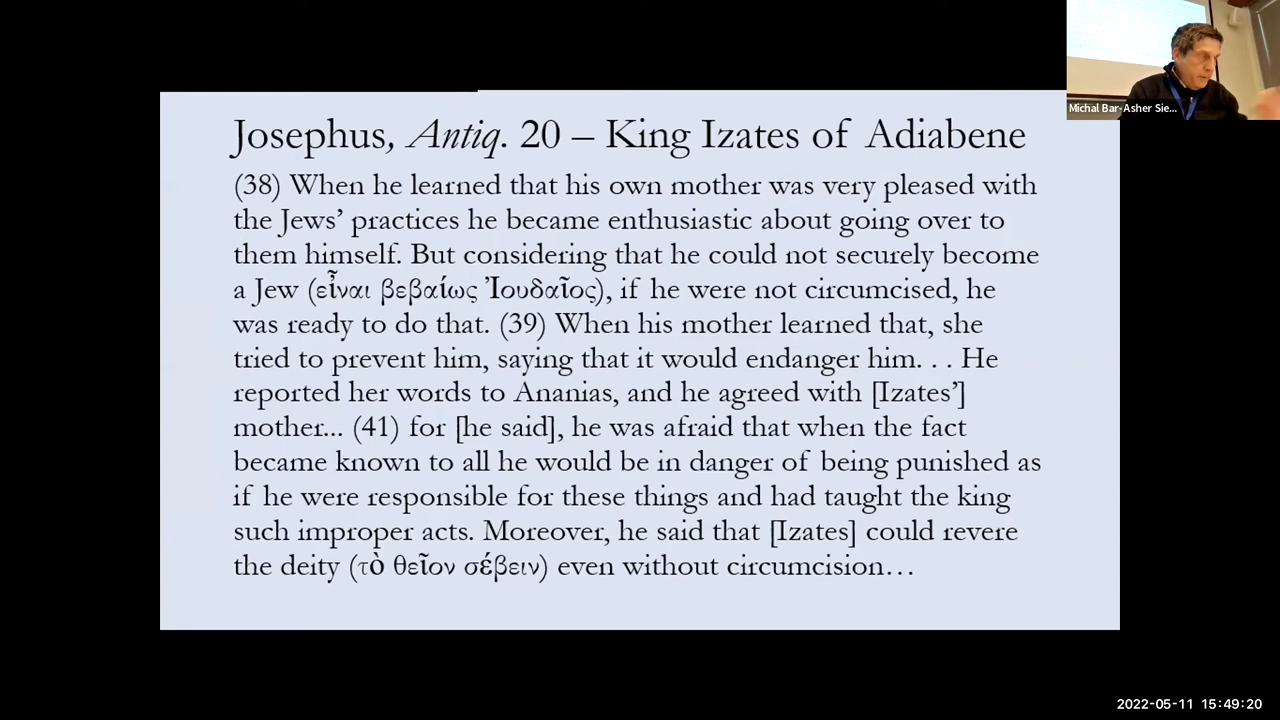 Josephus, Antiq. 20 – King Izates of Adiabene
(38) When he learned that his own mother was very pleased with
the Jews’ practices he became enthusiastic about going over to
them himself. But considering that he could not securely become
a Jew (εἶναι βεβαίως Ἰουδαῖος), if he were not circumcised, he
was ready to do that. (39) When his mother learned that, she
tried to prevent him, saying that it would endanger him. . . He
reported her words to Ananias, and he agreed with [Izates’]
mother... (41) for [he said], he was afraid that when the fact
became known to all he would be in danger of being punished as
if he were responsible for these things and had taught the king
such improper acts. Moreover, he said that [Izates] could revere
the deity (τὸ θεῖον σέβειν) even without circumcision…
Michal Bar-Asher Sie...
2022-05-11 15:49:20